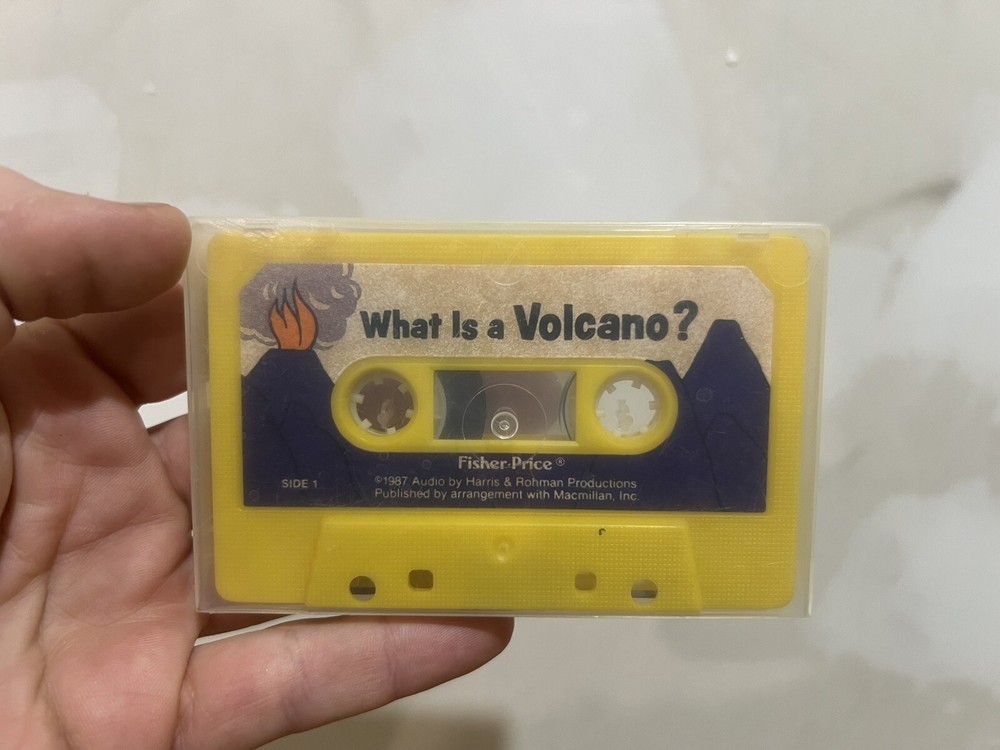 What Is a Volcano?
Fisher-Price ®
SIDE 1
©1987 Audio by Harris & Rohman Productions
Published by arrangement with Macmillan, Inc.